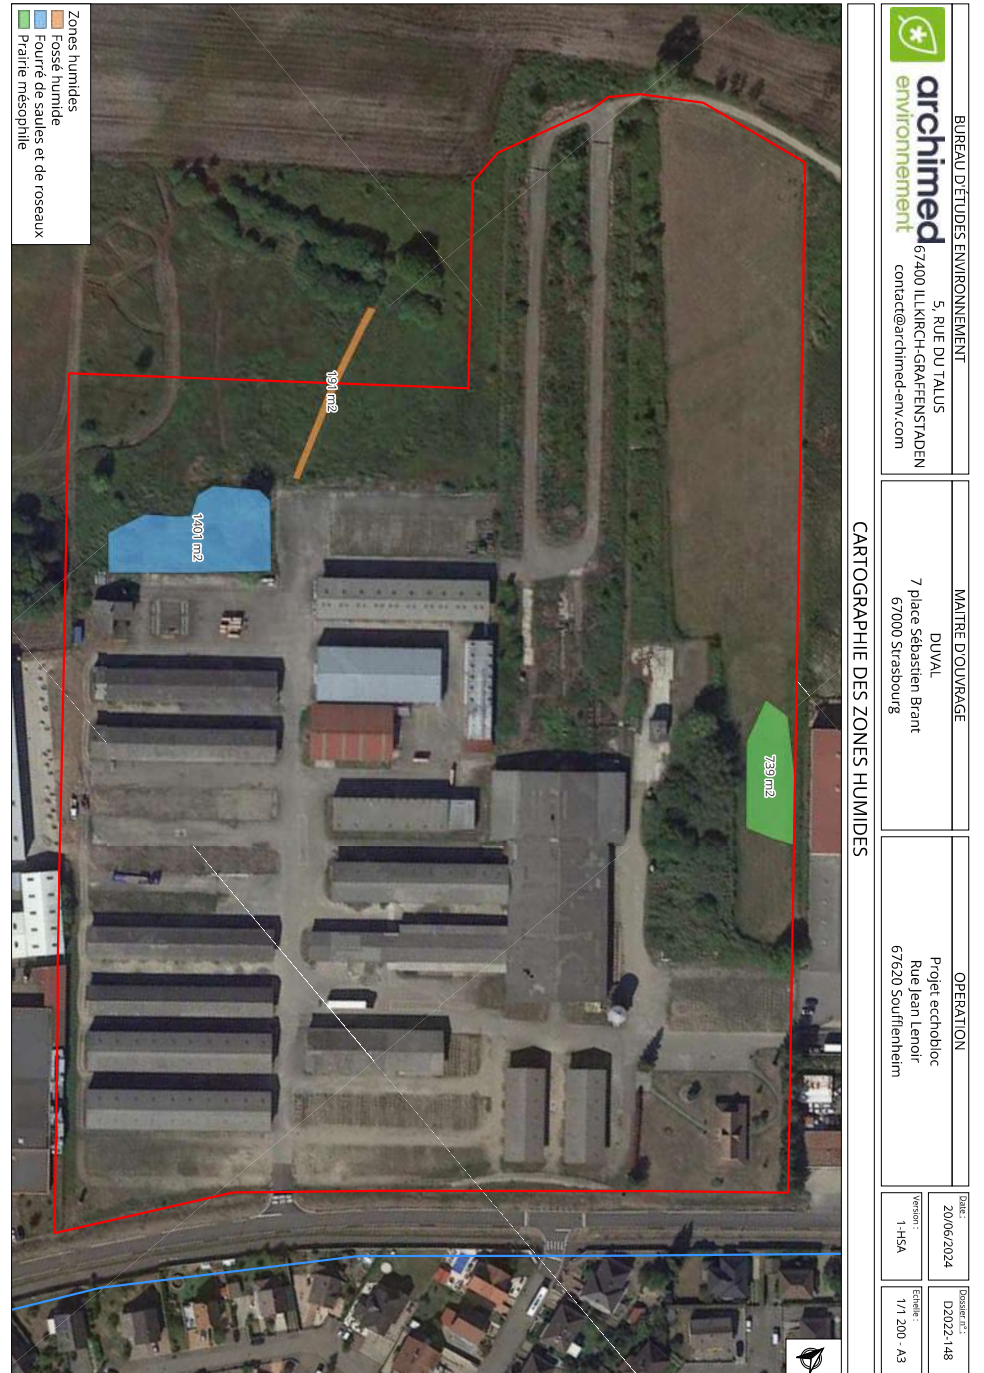 BUREAU D'ÉTUDES ENVIRONNEMENT
archimed
environnement
5, RUE DU TALUS
67400 ILLKIRCH-GRAFFENSTADEN
contact@archimed-env.com
MAITRE D'OUVRAGE
DUVAL
7 place Sébastien Brant
67000 Strasbourg
OPERATION
Projet ecchobloc
Rue Jean Lenoir
67620 Soufflenheim
Date :
20/06/2024
Dossier n° :
D2022-148
Version :
1-HSA
Echelle :
1/1 200 - A3
CARTOGRAPHIE DES ZONES HUMIDES
739 m2
191 m2
1401 m2
Zones humides
Fossé humide
Fourré de saules et de roseaux
Prairie mésophile